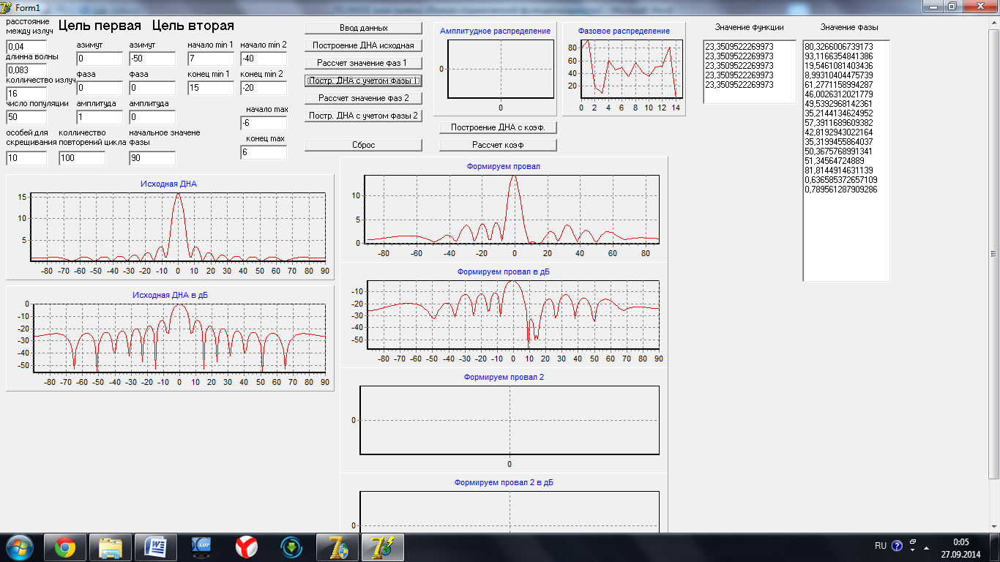 Form1
расстояние
между излуч
0,04
длинна волны
0,083
колличество излуч
16
число популяции
50
особей для
скрещивания
10
колличество
повторений цикла
100
начальное значене
фазы
90
Цель первая Цель вторая
азимут
0
фаза
0
амплитуда
1
азимут
-50
фаза
0
амплитуда
0
начало min 1
7
конец min 1
15
начало min 2
-40
конец min 2
-20
начало max
-6
конец max
6
Ввод данных
Построение ДНА исходная
Рассчет значение фаз 1
Постр. ДНА с учетом фазы 1
Рассчет значение фаз 2
Постр. ДНА с учетом фазы 2
Сброс
Амплитудное распределение
0
0
Фазовое распределение
80
60
40
20
0 2 4 6 8 10 12 14
Построение ДНА с коэф.
Рассчет коэф
Значение функции
23,3509522269973
23,3509522269973
23,3509522269973
23,3509522269973
23,3509522269973
Значение фазы
80,3266006739173
93,1166354841386
19,5461081403436
8,99310404475739
61,2771158994287
46,0026312021779
49,5392968142361
35,2144134624952
57,3911689609382
42,8192943022164
35,3199455864037
50,3675768991341
51,34564724889
81,8144914631139
0,636585372657109
0,789561287909286
Исходная ДНА
15
10
5
-80 -70 -60 -50 -40 -30 -20 -10 0 10 20 30 40 50 60 70 80 90
Исходная ДНА в дБ
0
-10
-20
-30
-40
-50
-80 -70 -60 -50 -40 -30 -20 -10 0 10 20 30 40 50 60 70 80 90
Формируем провал
10
5
0
-80 -60 -40 -20 0 20 40 60 80
Формируем провал в дБ
-10
-20
-30
-40
-50
-80 -70 -60 -50 -40 -30 -20 -10 0 10 20 30 40 50 60 70 80 90
Формируем провал 2
0
0
Формируем провал 2 в дБ
0
KMP
RU
0:05
27.09.2014